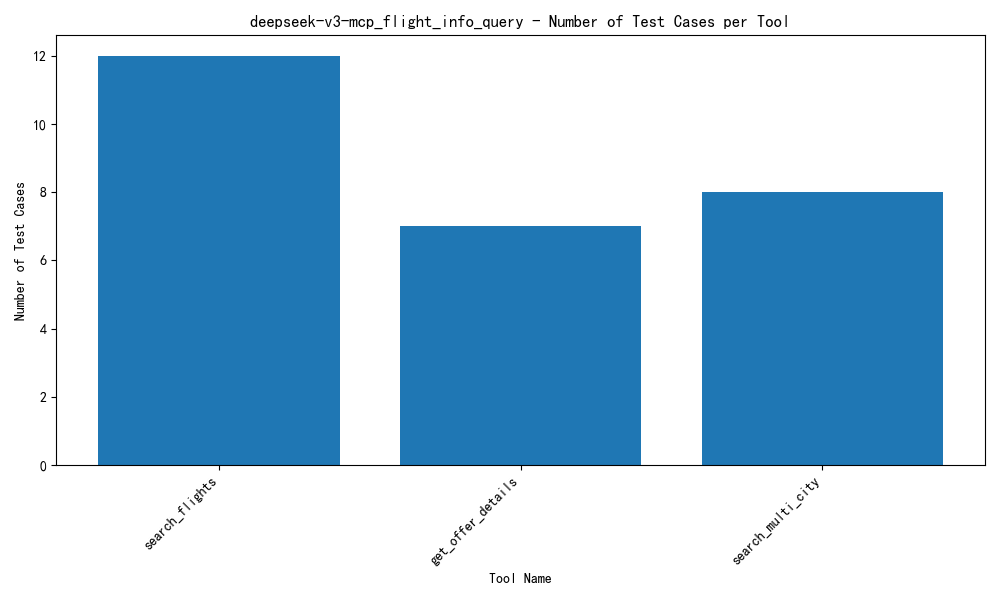 deepseek-v3-mcp_flight_info_query - Number of Test Cases per Tool
Number of Test Cases
12
10
8
6
4
2
0
search_flights
get_offer_details
search_multi_city
Tool Name